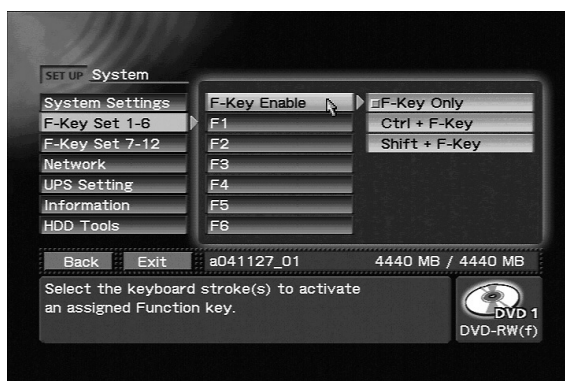 SET UP System
System Settings
F-Key Set 1-6
F-Key Set 7-12
Network
UPS Setting
Information
HDD Tools
F-Key Enable
F1
F2
F3
F4
F5
F6
F-Key Only
Ctrl + F-Key
Shift + F-Key
Back Exit a041127_01 4440 MB / 4440 MB
Select the keyboard stroke(s) to activate
an assigned Function key.
DVD 1
DVD-RW(f)